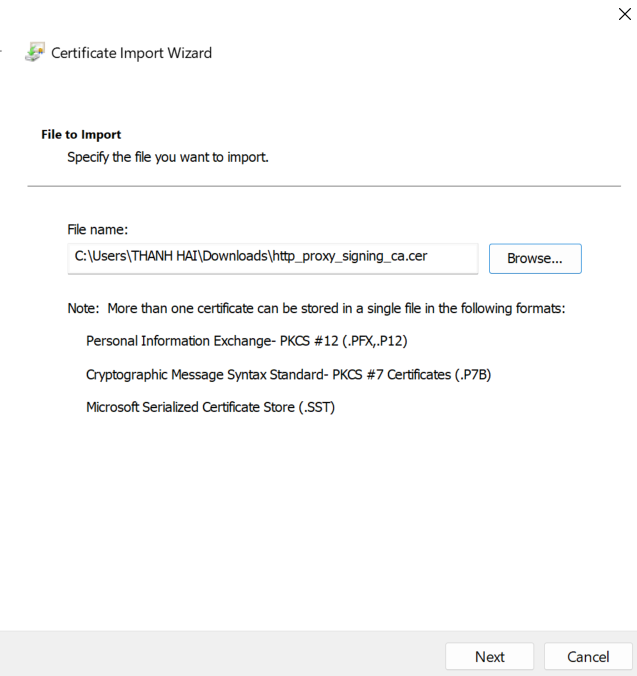 Certificate Import Wizard
File to Import
Specify the file you want to import.
File name:
C:\Users\THANH HAI\Downloads\http_proxy_signing_ca.cer
Browse...
Note: More than one certificate can be stored in a single file in the following formats:
Personal Information Exchange- PKCS #12 (.PFX,.P12)
Cryptographic Message Syntax Standard- PKCS #7 Certificates (.P7B)
Microsoft Serialized Certificate Store (.SST)
Next
Cancel